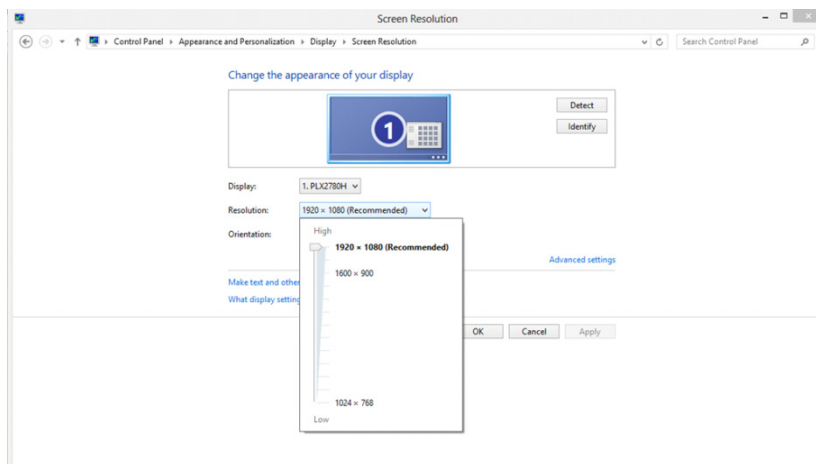 Screen Resolution
Control Panel Appearance and Personalization Display Screen Resolution
Search Control Panel
Change the appearance of your display
1
Detect
Identify
Display:
1. PLX2780H
Resolution:
1920 × 1080 (Recommended)
Orientation:
High
1920 × 1080 (Recommended)
1600 × 900
1024 × 768
Low
Advanced settings
Make text and other
What display setting
OK
Cancel
Apply